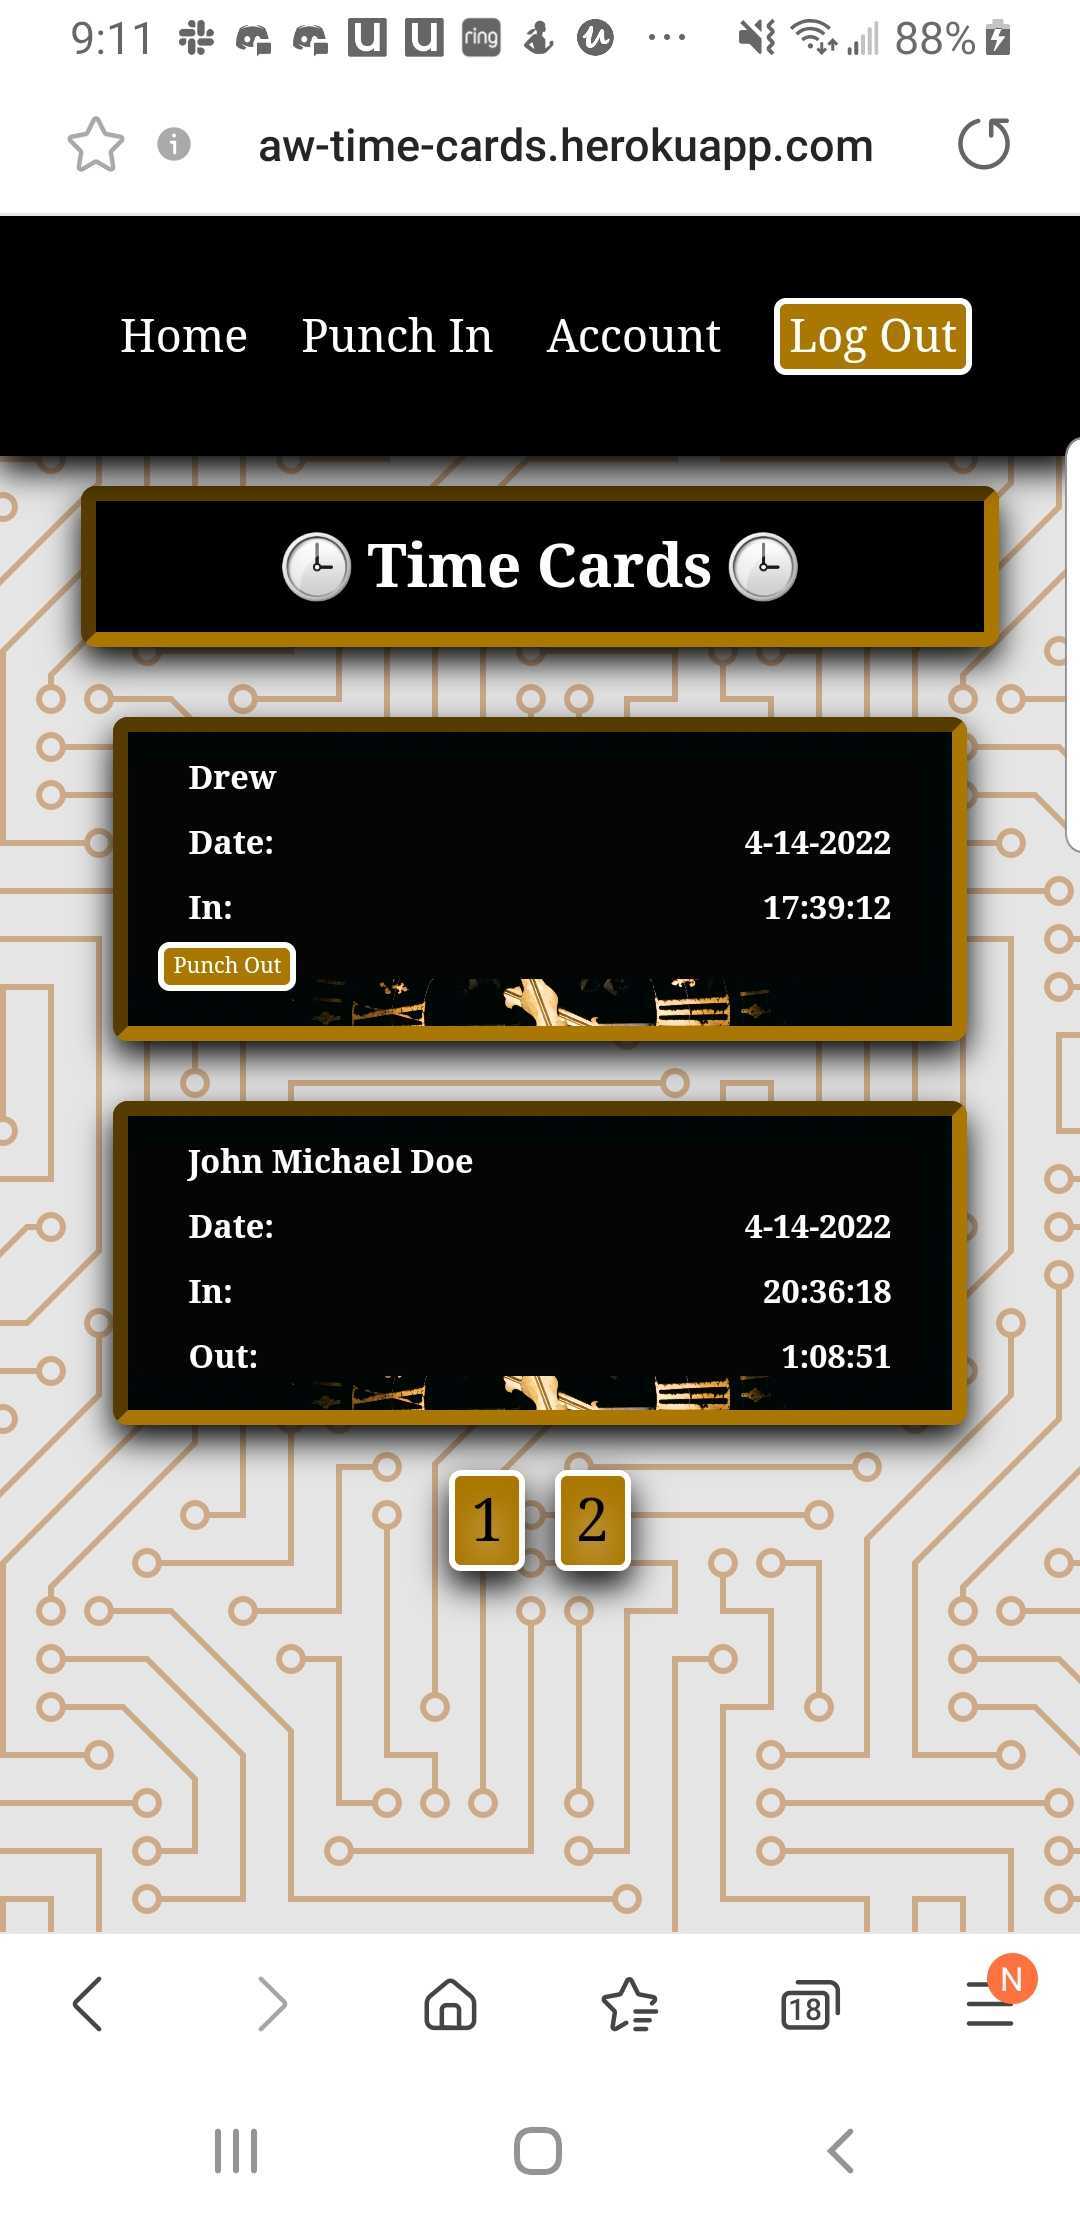 9:11 ring 88%
aw-time-cards.herokuapp.com
Home Punch In Account Log Out
Time Cards
Drew
Date: 4-14-2022
In: 17:39:12
Punch Out
John Michael Doe
Date: 4-14-2022
In: 20:36:18
Out: 1:08:51
1 2
18 N